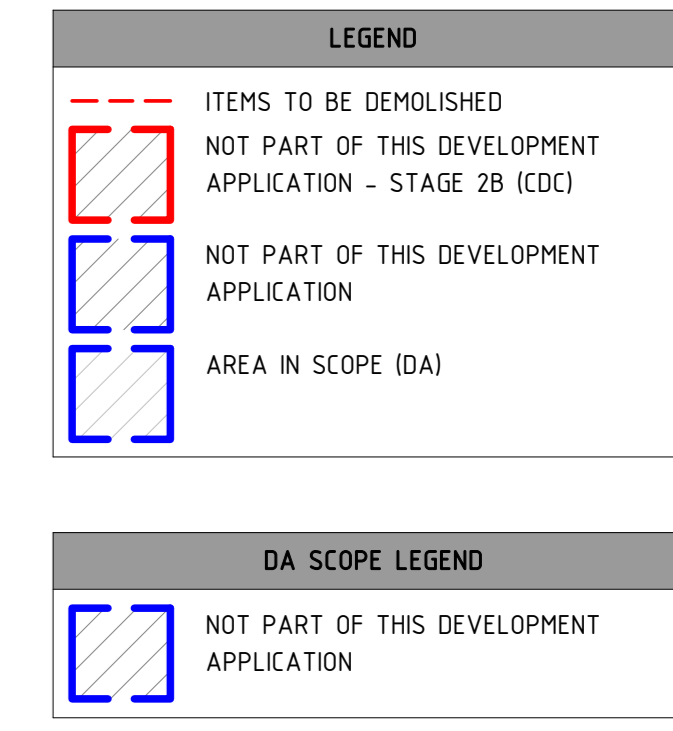 LEGEND
ITEMS TO BE DEMOLISHED
NOT PART OF THIS DEVELOPMENT
APPLICATION - STAGE 2B (CDC)
NOT PART OF THIS DEVELOPMENT
APPLICATION
AREA IN SCOPE (DA)
DA SCOPE LEGEND
NOT PART OF THIS DEVELOPMENT
APPLICATION